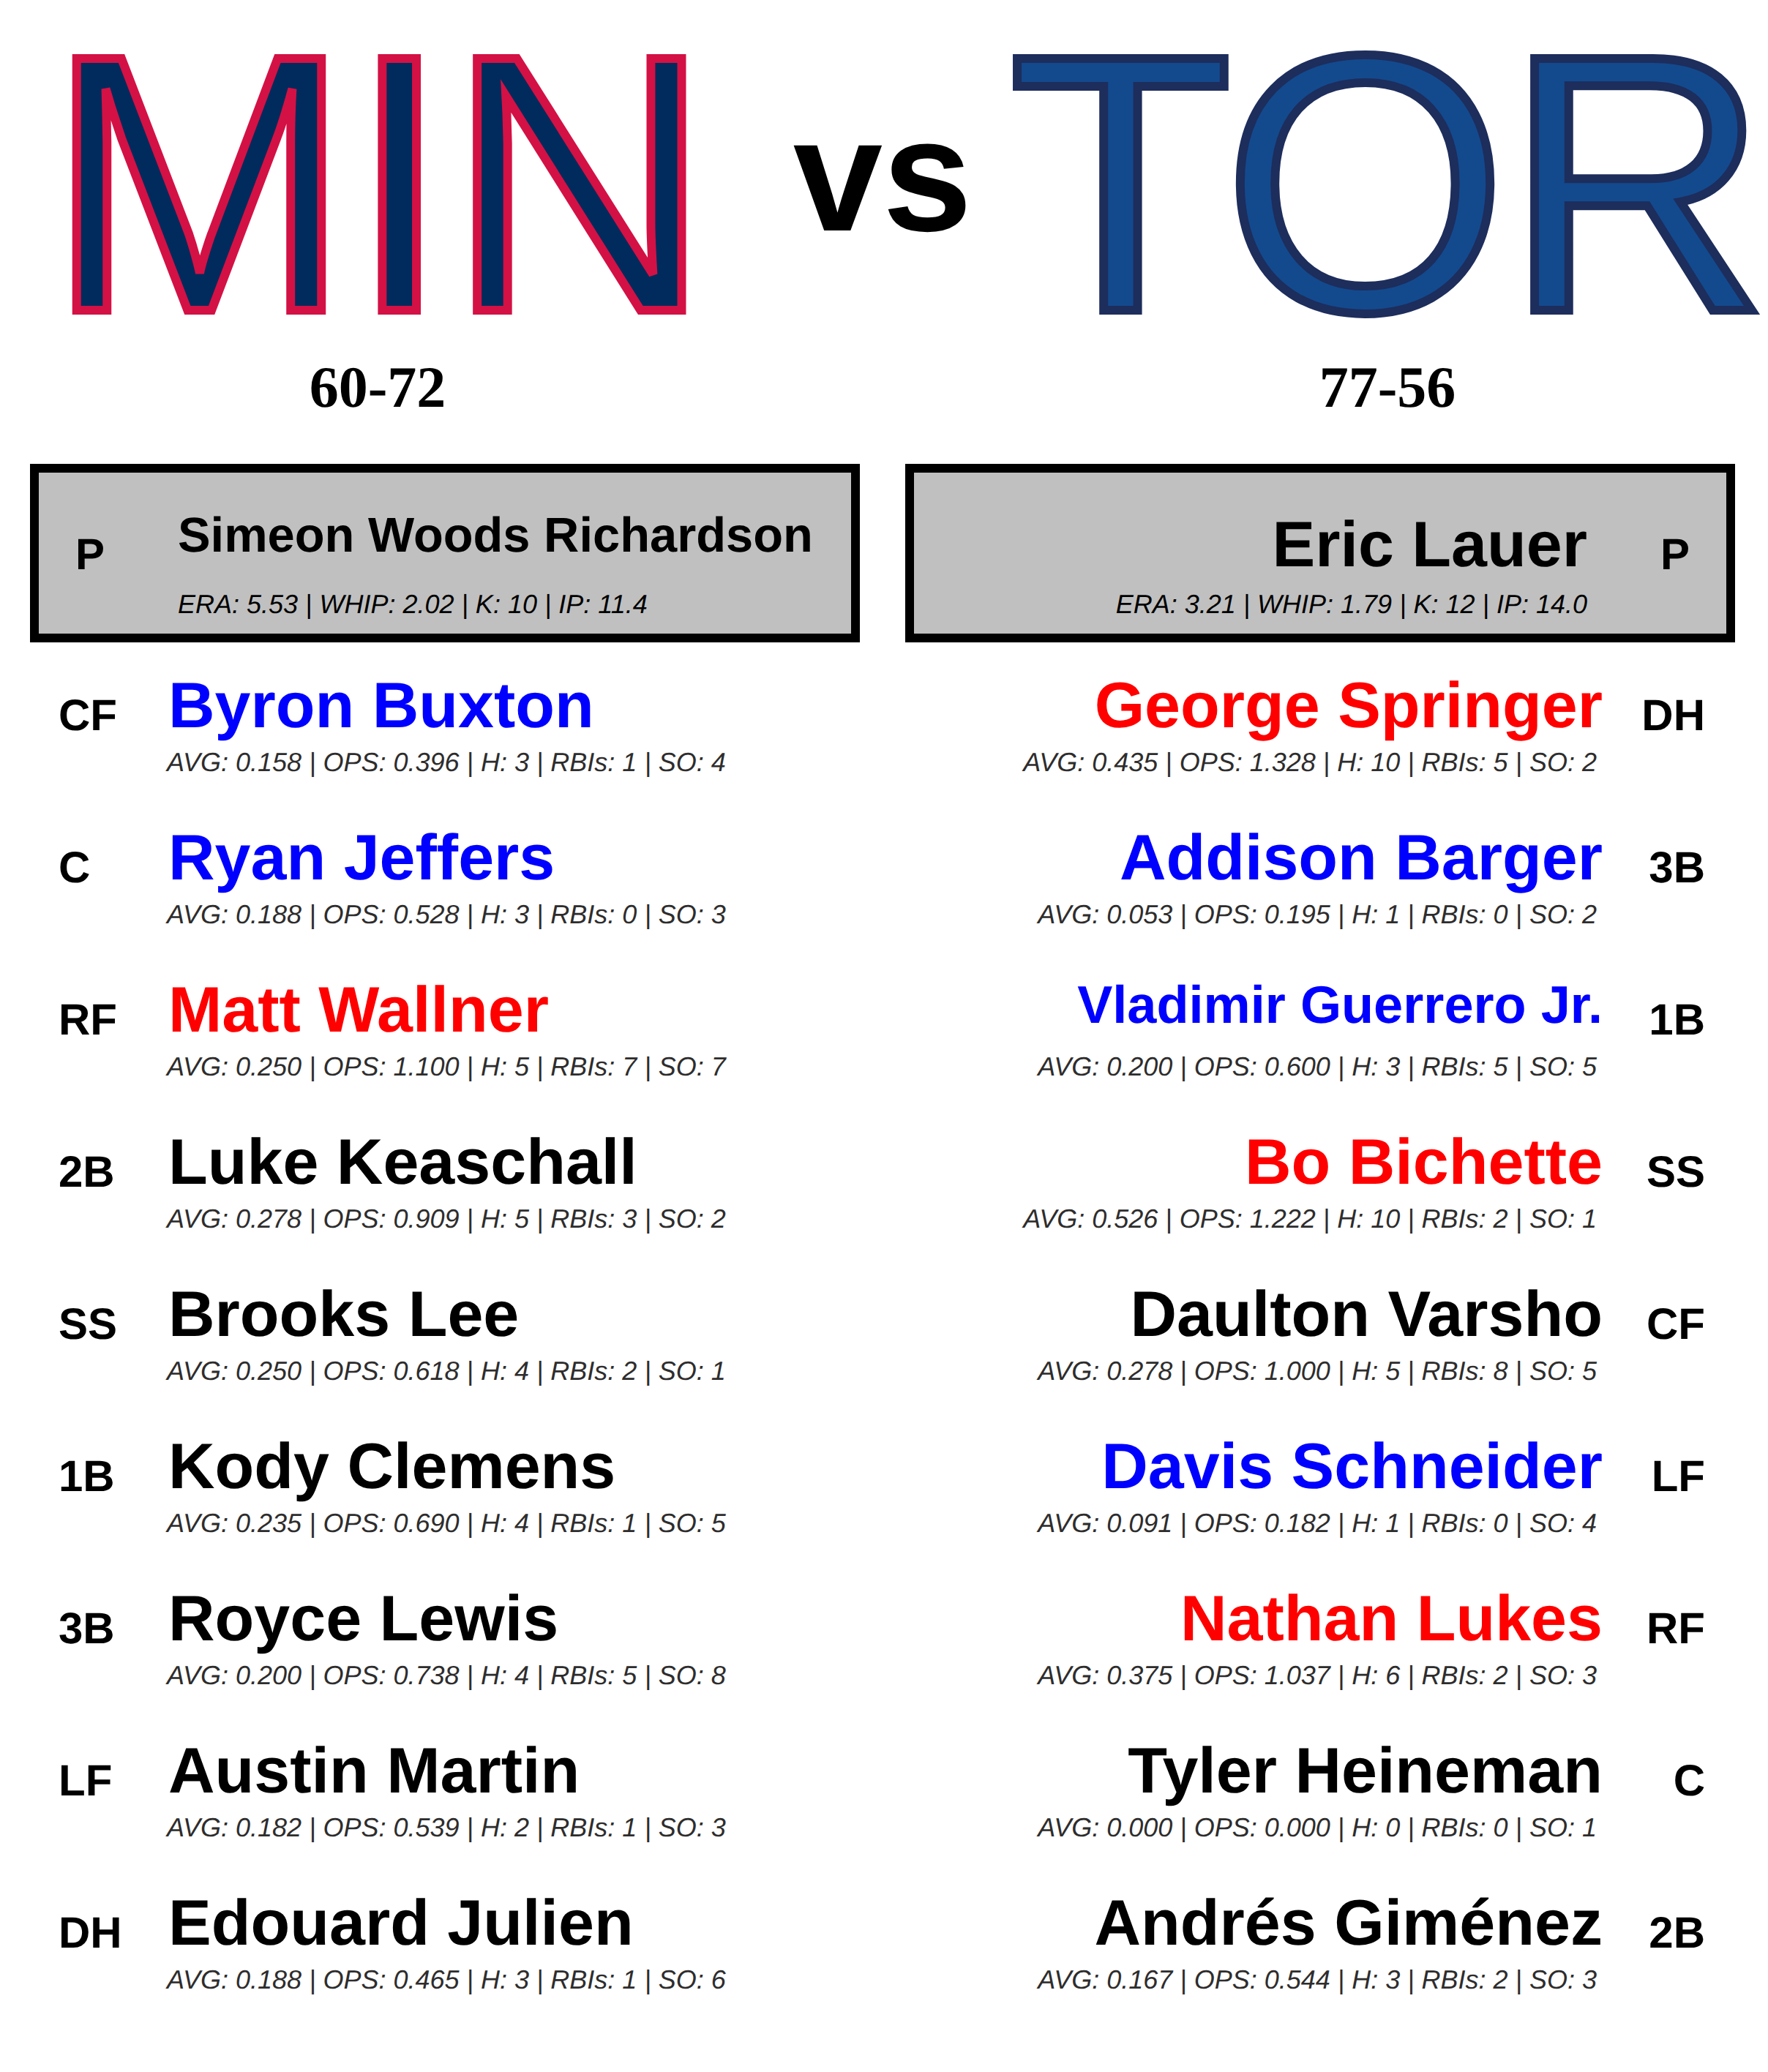 MIN vs TOR
60-72
77-56
P Simeon Woods Richardson
ERA: 5.53 | WHIP: 2.02 | K: 10 | IP: 11.4
Eric Lauer P
ERA: 3.21 | WHIP: 1.79 | K: 12 | IP: 14.0
CF Byron Buxton
AVG: 0.158 | OPS: 0.396 | H: 3 | RBIs: 1 | SO: 4
C Ryan Jeffers
AVG: 0.188 | OPS: 0.528 | H: 3 | RBIs: 0 | SO: 3
RF Matt Wallner
AVG: 0.250 | OPS: 1.100 | H: 5 | RBIs: 7 | SO: 7
2B Luke Keaschall
AVG: 0.278 | OPS: 0.909 | H: 5 | RBIs: 3 | SO: 2
SS Brooks Lee
AVG: 0.250 | OPS: 0.618 | H: 4 | RBIs: 2 | SO: 1
1B Kody Clemens
AVG: 0.235 | OPS: 0.690 | H: 4 | RBIs: 1 | SO: 5
3B Royce Lewis
AVG: 0.200 | OPS: 0.738 | H: 4 | RBIs: 5 | SO: 8
LF Austin Martin
AVG: 0.182 | OPS: 0.539 | H: 2 | RBIs: 1 | SO: 3
DH Edouard Julien
AVG: 0.188 | OPS: 0.465 | H: 3 | RBIs: 1 | SO: 6
George Springer DH
AVG: 0.435 | OPS: 1.328 | H: 10 | RBIs: 5 | SO: 2
Addison Barger 3B
AVG: 0.053 | OPS: 0.195 | H: 1 | RBIs: 0 | SO: 2
Vladimir Guerrero Jr. 1B
AVG: 0.200 | OPS: 0.600 | H: 3 | RBIs: 5 | SO: 5
Bo Bichette SS
AVG: 0.526 | OPS: 1.222 | H: 10 | RBIs: 2 | SO: 1
Daulton Varsho CF
AVG: 0.278 | OPS: 1.000 | H: 5 | RBIs: 8 | SO: 5
Davis Schneider LF
AVG: 0.091 | OPS: 0.182 | H: 1 | RBIs: 0 | SO: 4
Nathan Lukes RF
AVG: 0.375 | OPS: 1.037 | H: 6 | RBIs: 2 | SO: 3
Tyler Heineman C
AVG: 0.000 | OPS: 0.000 | H: 0 | RBIs: 0 | SO: 1
Andrés Giménez 2B
AVG: 0.167 | OPS: 0.544 | H: 3 | RBIs: 2 | SO: 3